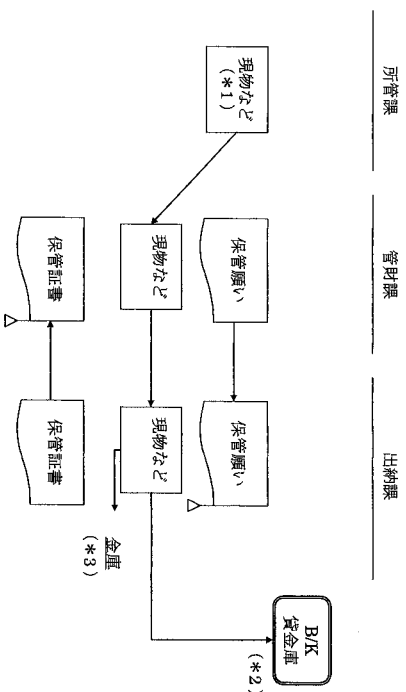 所管課
管財課
出納課
現物など
(*1)
保管願い
保管願い
B/K
貸金庫
(*2)
現物など
現物など
金庫
(*3)
保管証書
保管証書